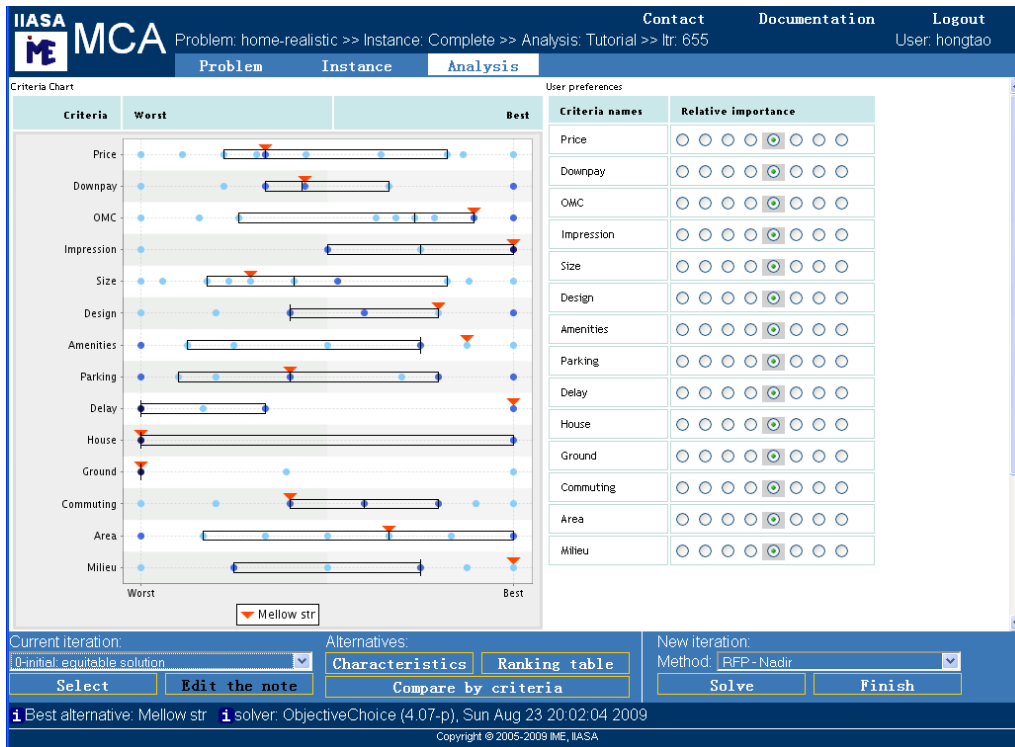 IIASA
iME
MCA
Contact Documentation Logout
Problem: home-realistic >> Instance: Complete >> Analysis: Tutorial >> Itr: 655
User: hongtao
Problem Instance Analysis
Criteria Chart
Criteria Worst Best
Price
Downpay
OMC
Impression
Size
Design
Amenities
Parking
Delay
House
Ground
Commuting
Area
Milieu
Worst Best
Mellow str
User preferences
Criteria names Relative importance
Price
Downpay
OMC
Impression
Size
Design
Amenities
Parking
Delay
House
Ground
Commuting
Area
Milieu
Current iteration:
0-initial: equitable solution
Select Edit the note
Alternatives:
Characteristics Ranking table
Compare by criteria
New iteration:
Method: RFP-Nadir
Solve Finish
i Best alternative: Mellow str i solver: ObjectiveChoice (4.07-p), Sun Aug 23 20:02:04 2009
Copyright © 2005-2009 IME, IIASA